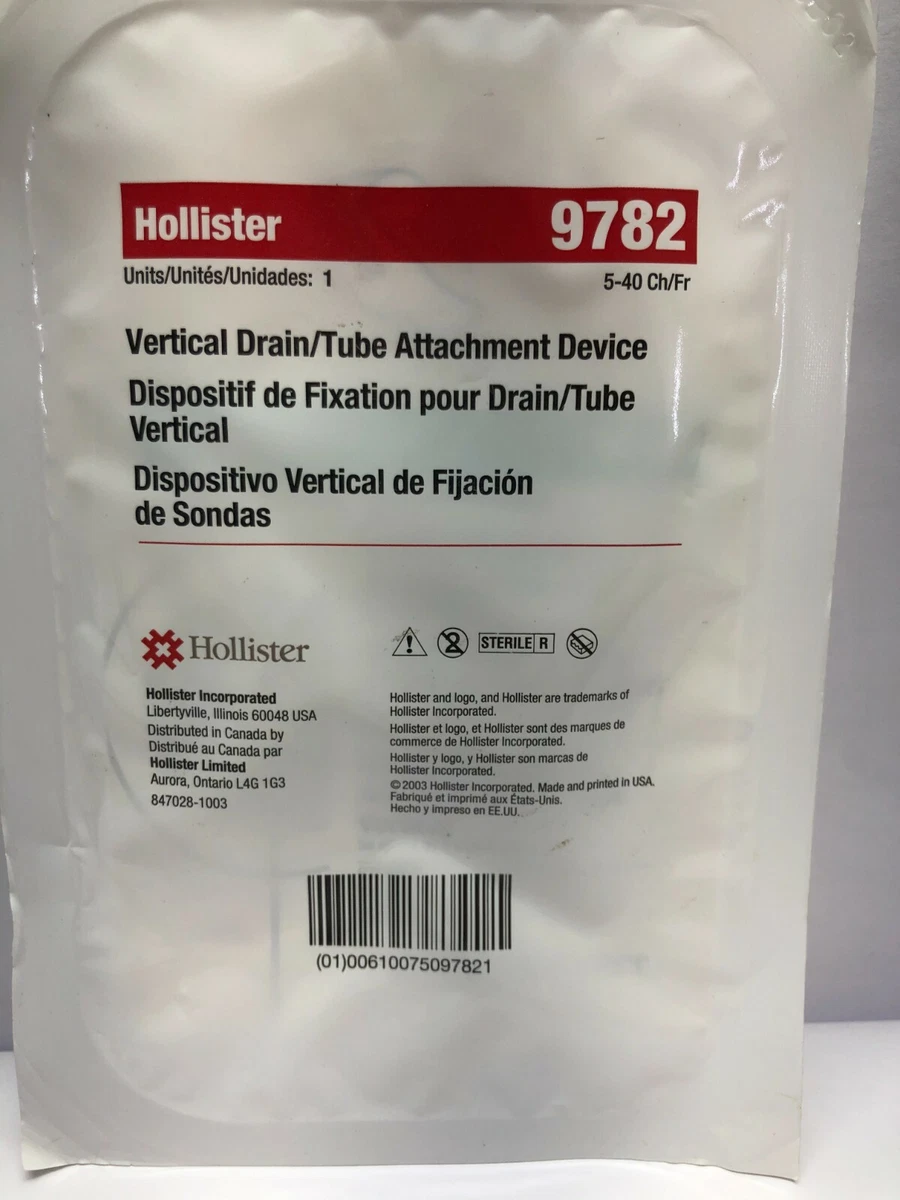 Hollister 9782
Units/Unités/Unidades: 1 5-40 Ch/Fr
Vertical Drain/Tube Attachment Device
Dispositif de Fixation pour Drain/Tube
Vertical
Dispositivo Vertical de Fijación
de Sondas
Hollister
STERILE R
Hollister Incorporated
Libertyville, Illinois 60048 USA
Distributed in Canada by
Distribué au Canada par
Hollister Limited
Aurora, Ontario L4G 1G3
847028-1003
Hollister and logo, and Hollister are trademarks of
Hollister Incorporated.
Hollister et logo, et Hollister sont des marques de
commerce de Hollister Incorporated.
Hollister y logo, y Hollister son marcas de
Hollister Incorporated.
©2003 Hollister Incorporated. Made and printed in USA.
Fabriqué et imprimé aux États-Unis.
Hecho y impreso en EE.UU.
(01)00610075097821